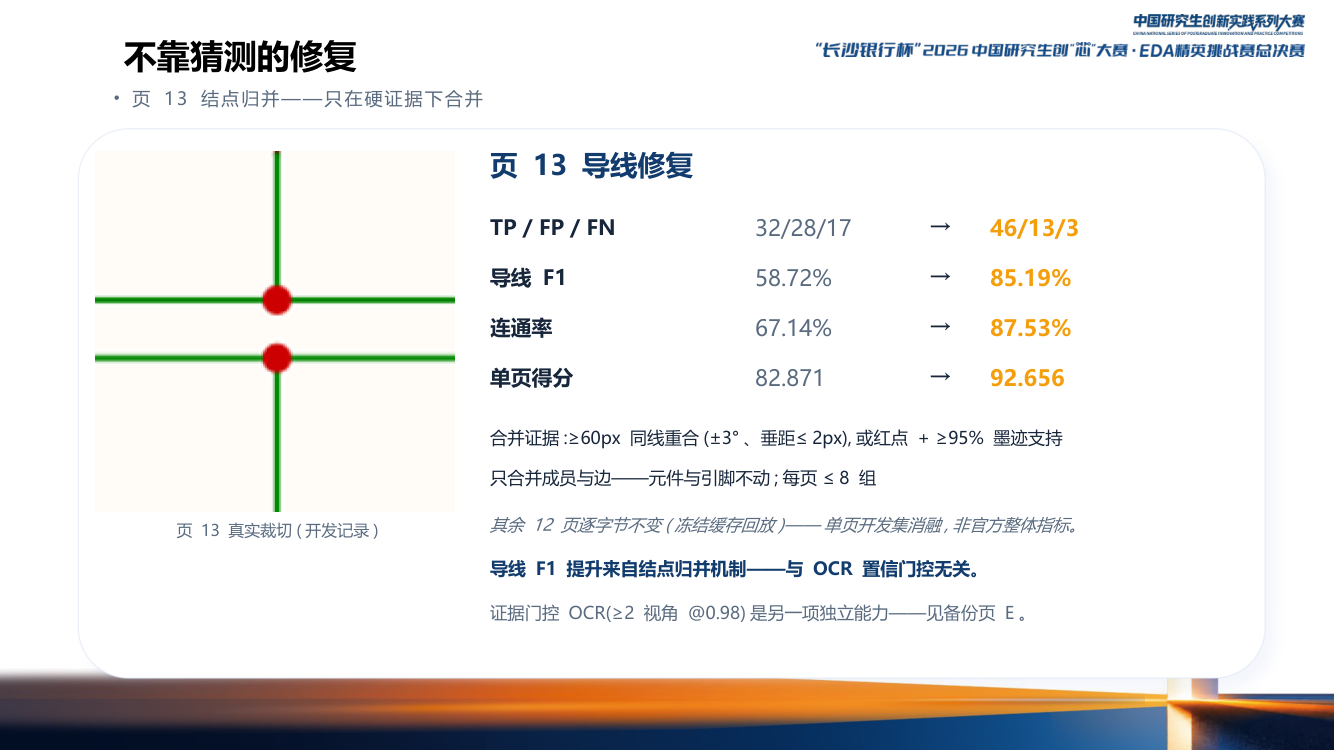 中国研究生创新实践系列大赛
CHINA NATIONAL SERIES OF POSTGRADUATE INNOVATION AND PRACTICE COMPETITIONS
“长沙银行杯”2026中国研究生创“芯”大赛·EDA精英挑战赛总决赛
不靠猜测的修复
• 页 13 结点归并——只在硬证据下合并
页 13 导线修复
TP / FP / FN 32/28/17 → 46/13/3
导线 F1 58.72% → 85.19%
连通率 67.14% → 87.53%
单页得分 82.871 → 92.656
合并证据:≥60px 同线重合(±3°、垂距≤2px),或红点 + ≥95% 墨迹支持
只合并成员与边——元件与引脚不动;每页 ≤ 8 组
页 13 真实裁切(开发记录)
其余 12 页逐字节不变(冻结缓存回放)——单页开发集消融,非官方整体指标。
导线 F1 提升来自结点归并机制——与 OCR 置信门控无关。
证据门控 OCR(≥2 视角 @0.98)是另一项独立能力——见备份页 E。